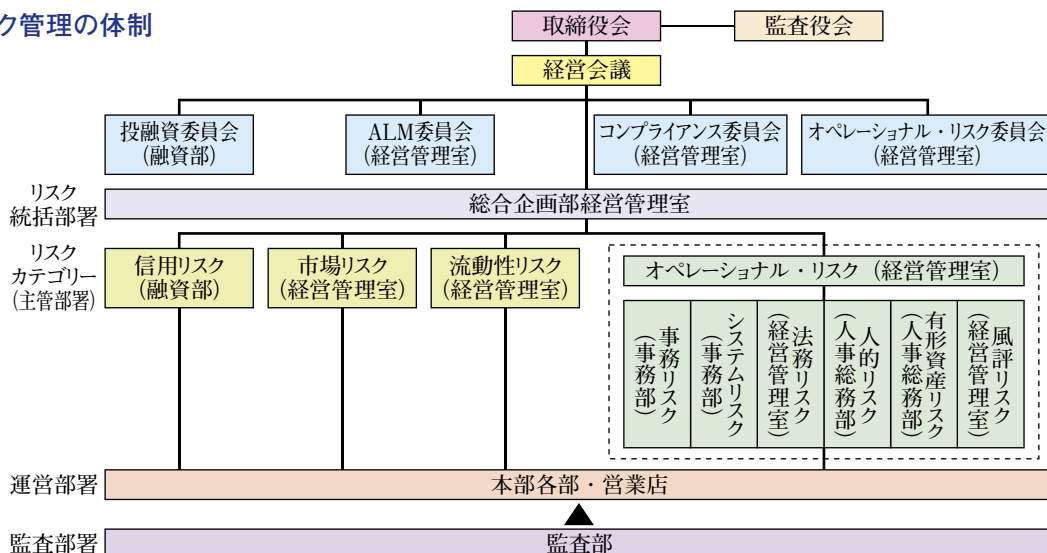 ク管理の体制
取締役会
監査役会
経営会議
投融資委員会
(融資部)
ALM委員会
(経営管理室)
コンプライアンス委員会
(経営管理室)
オペレーショナル・リスク委員会
(経営管理室)
リスク
統括部署
総合企画部経営管理室
リスク
カテゴリー
(主管部署)
信用リスク
(融資部)
市場リスク
(経営管理室)
流動性リスク
(経営管理室)
オペレーショナル・リスク(経営管理室)
事務リスク
(事務部)
システムリスク
(事務部)
法務リスク
(経営管理室)
人的リスク
(人事総務部)
有形資産リスク
(人事総務部)
風評リスク
(経営管理室)
運営部署
本部各部・営業店
監査部署
監査部